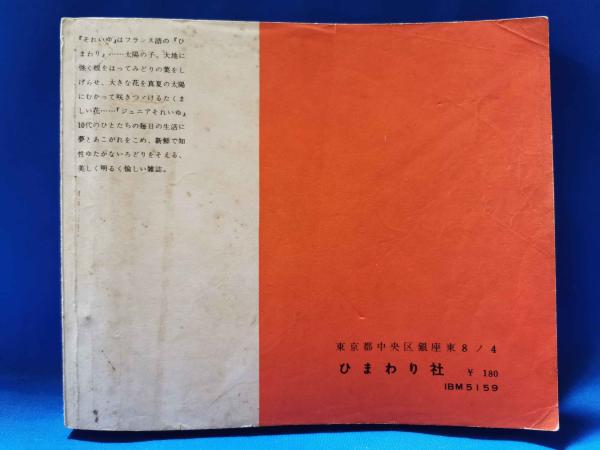 『それいゆ』はフランス語の『ひ
まわり』……太陽の子。大地に
強く根をはってみどりの葉をし
げらせ、大きな花を真夏の太陽
にむかって咲きつゞけるたくま
しい花……『ジュニアそれいゆ』
10代のひとたちの毎日の生活に
夢とあこがれをこめ、新鮮で知
性ゆたかないろどりをそえる、
美しく明るく愉しい雑誌。
東京都中央区銀座東8ノ4
ひまわり社 ¥ 180
IBM5159